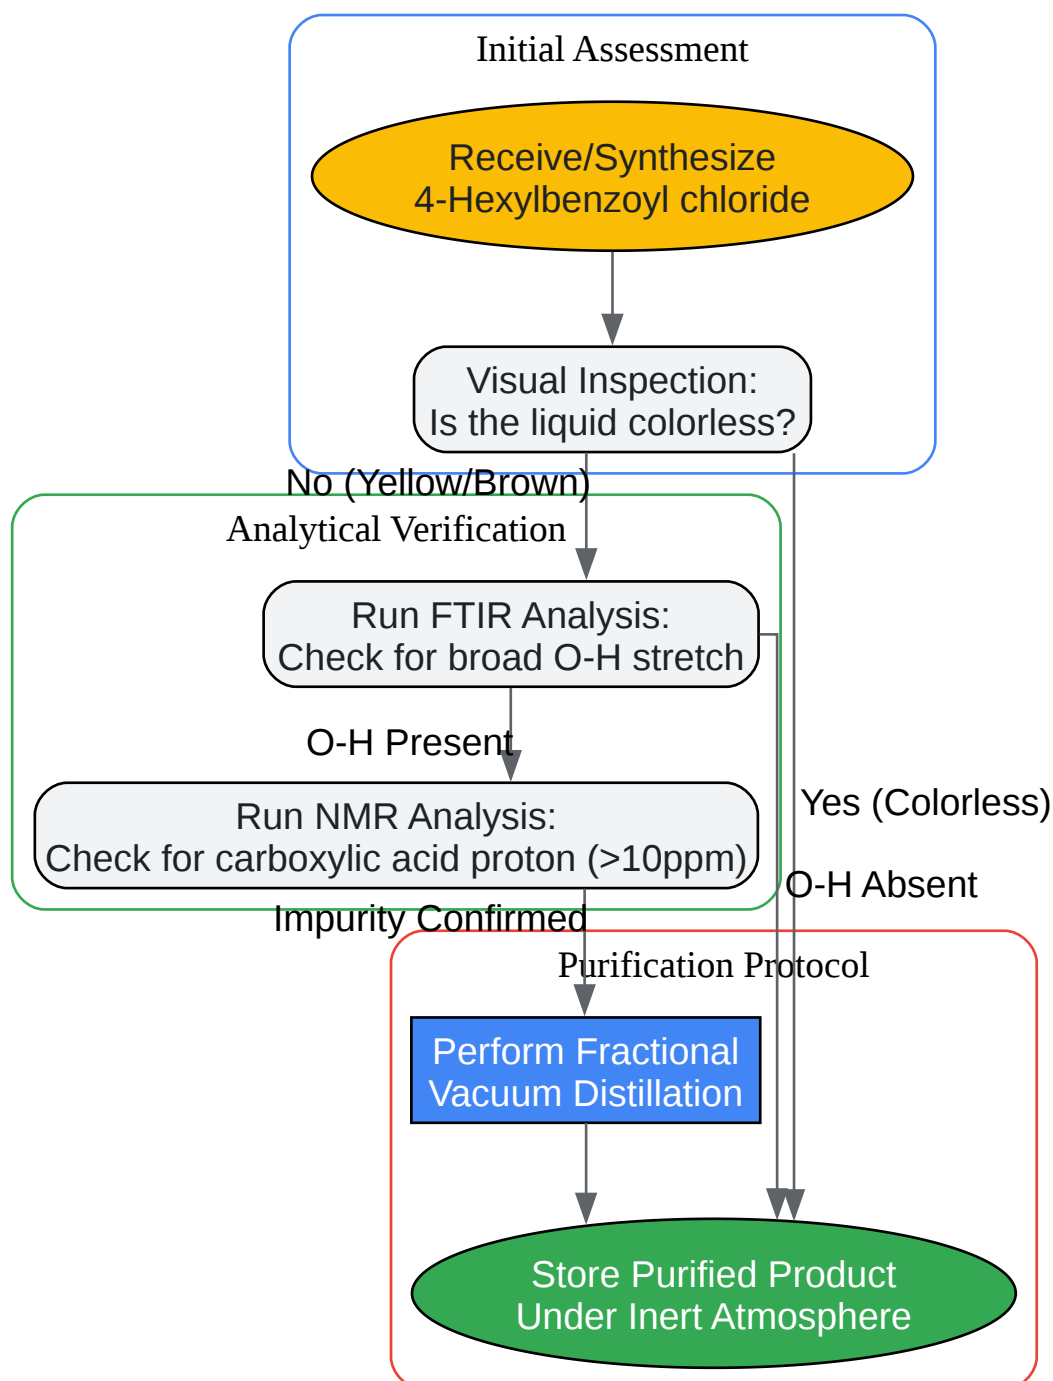 Initial Assessment
Receive/Synthesize
4-Hexylbenzoyl chloride
Visual Inspection:
Is the liquid colorless?
No (Yellow/Brown)
Analytical Verification
Run FTIR Analysis:
Check for broad O-H stretch
O-H Present
Run NMR Analysis:
Check for carboxylic acid proton (>10ppm)
Yes (Colorless)
O-H Absent
Impurity Confirmed
Purification Protocol
Perform Fractional
Vacuum Distillation
Store Purified Product
Under Inert Atmosphere